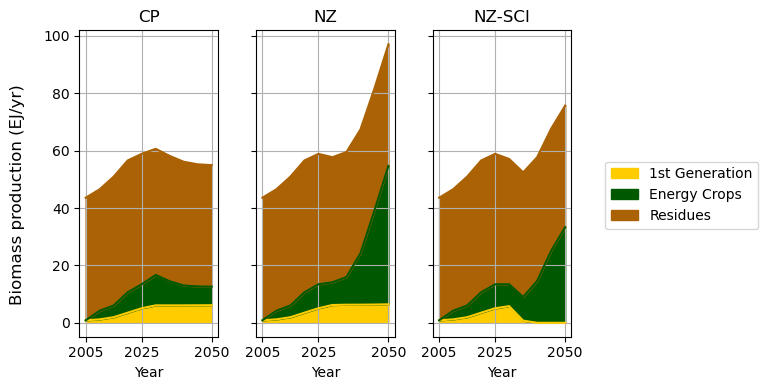 CP NZ NZ-SCI
Biomass production (EJ/yr)
100
80
60
40
20
0
2005 2025 2050 2005 2025 2050 2005 2025 2050
Year Year Year
1st Generation
Energy Crops
Residues